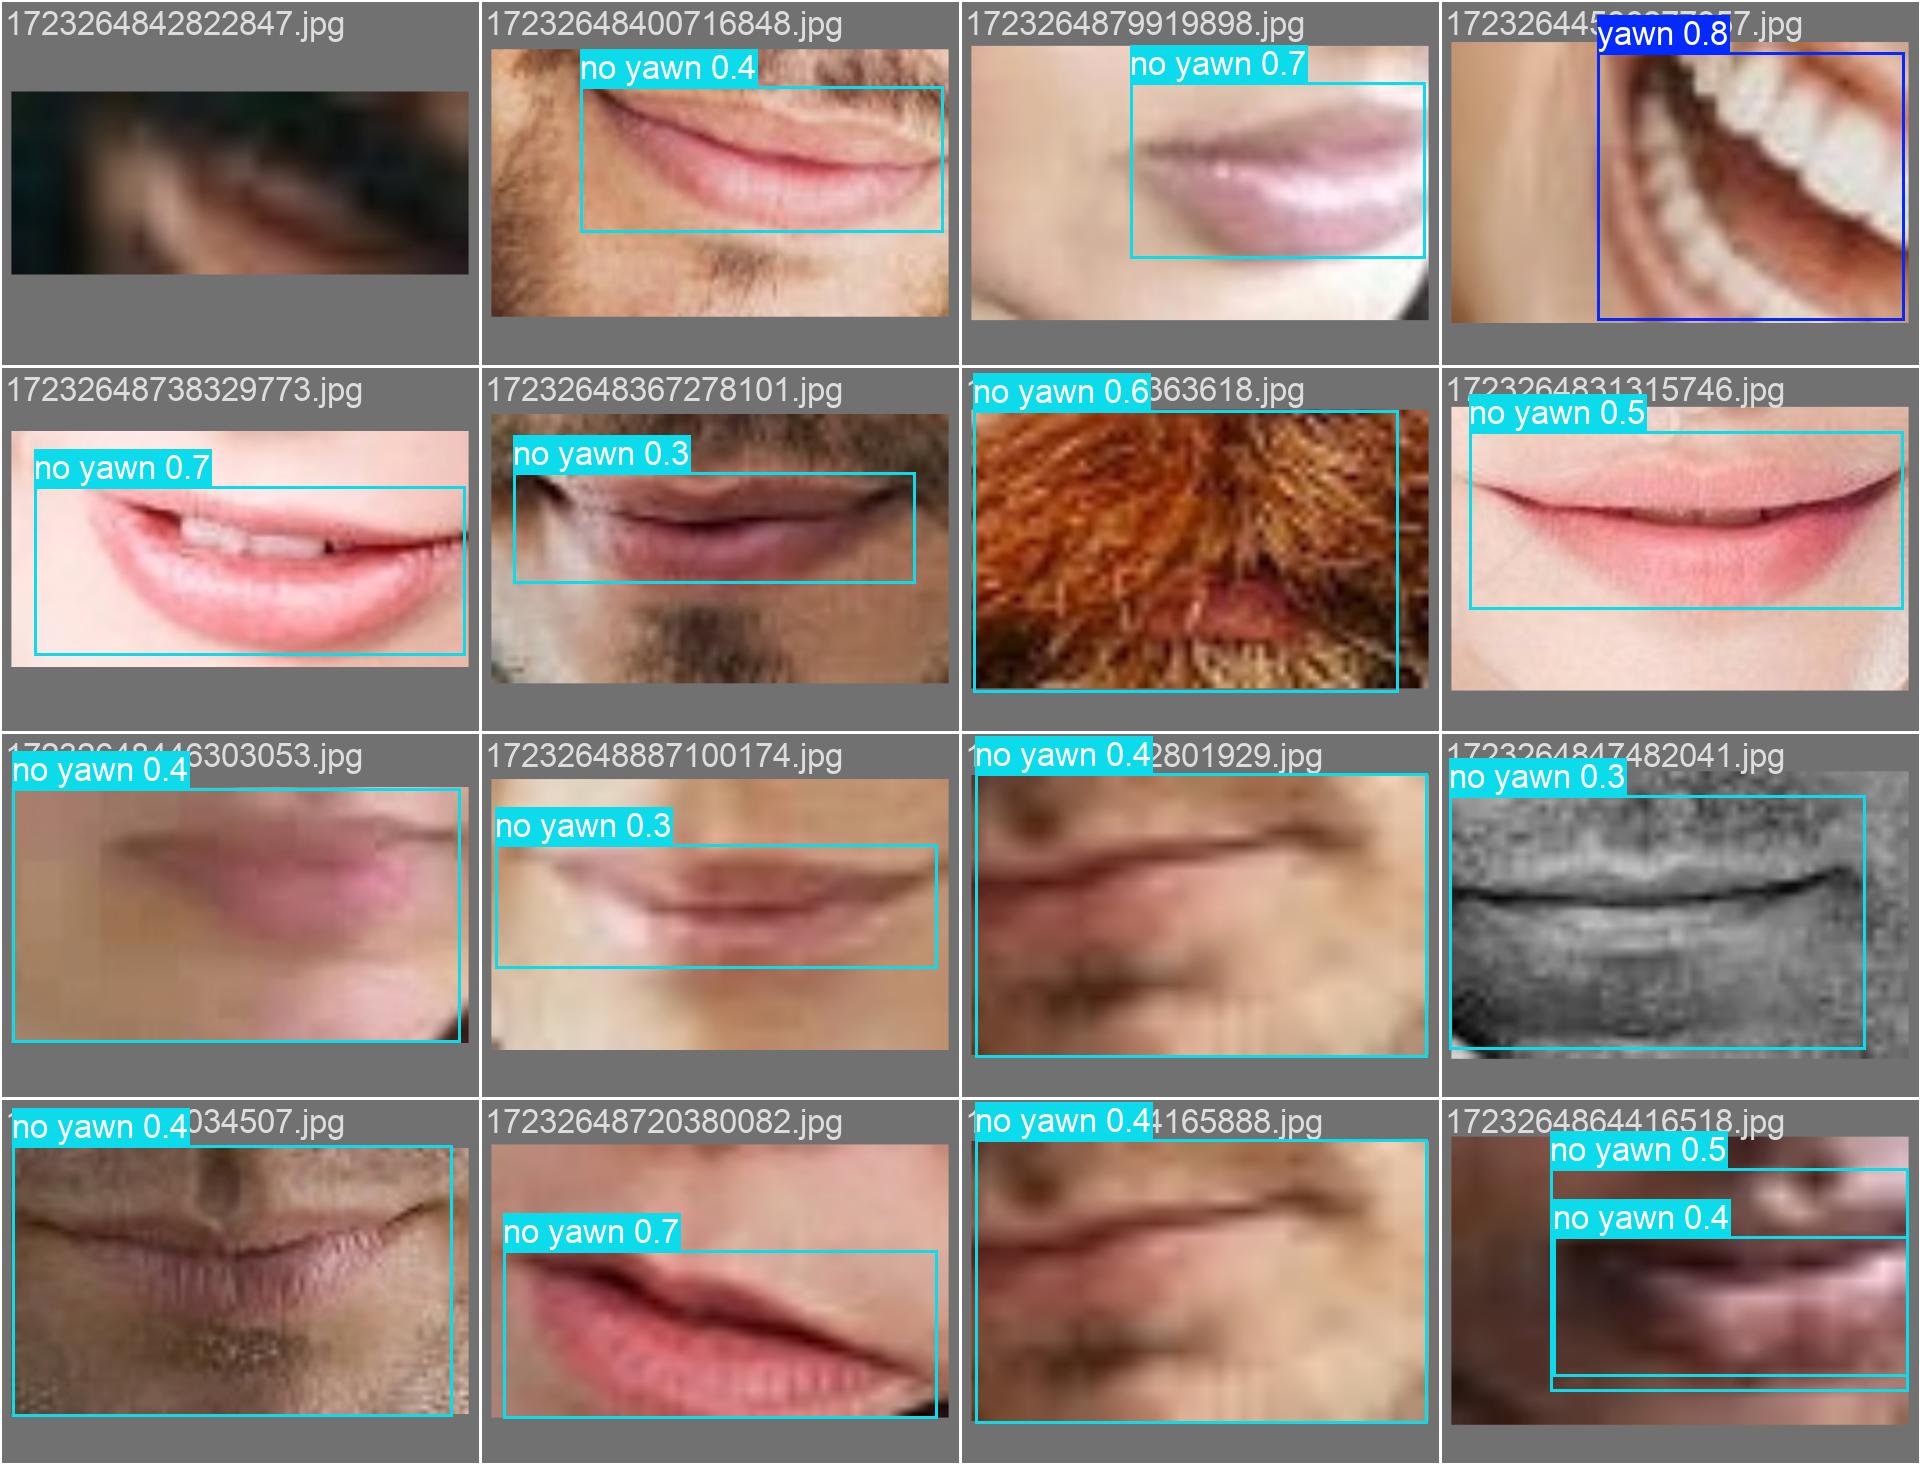 1723264842822847.jpg
17232648400716848.jpg
no yawn 0.4
1723264879919898.jpg
no yawn 0.7
yawn 0.8
17232648738329773.jpg
no yawn 0.7
17232648367278101.jpg
no yawn 0.3
363618.jpg
no yawn 0.6
1723264831315746.jpg
no yawn 0.5
6303053.jpg
no yawn 0.4
17232648887100174.jpg
no yawn 0.3
2801929.jpg
no yawn 0.4
1723264847482041.jpg
no yawn 0.3
034507.jpg
no yawn 0.4
17232648720380082.jpg
no yawn 0.7
4165888.jpg
no yawn 0.4
1723264864416518.jpg
no yawn 0.5
no yawn 0.4